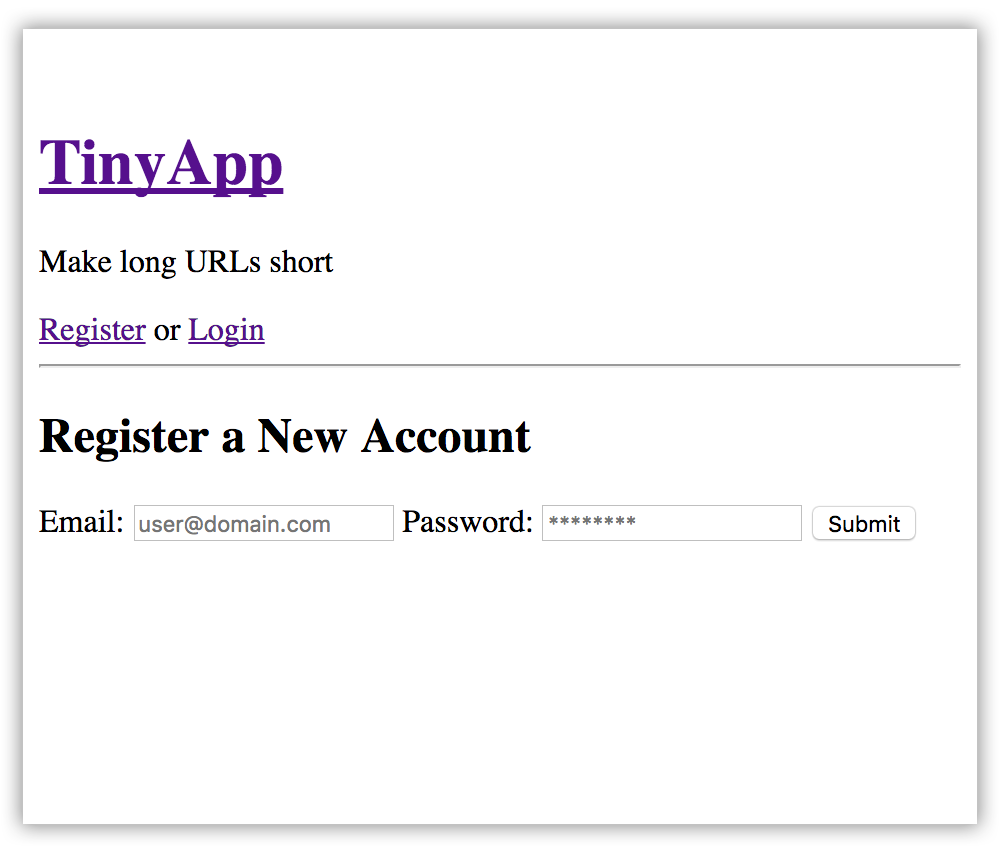 TinyApp
Make long URLs short
Register or Login
Register a New Account
Email: user@domain.com Password: ******** Submit